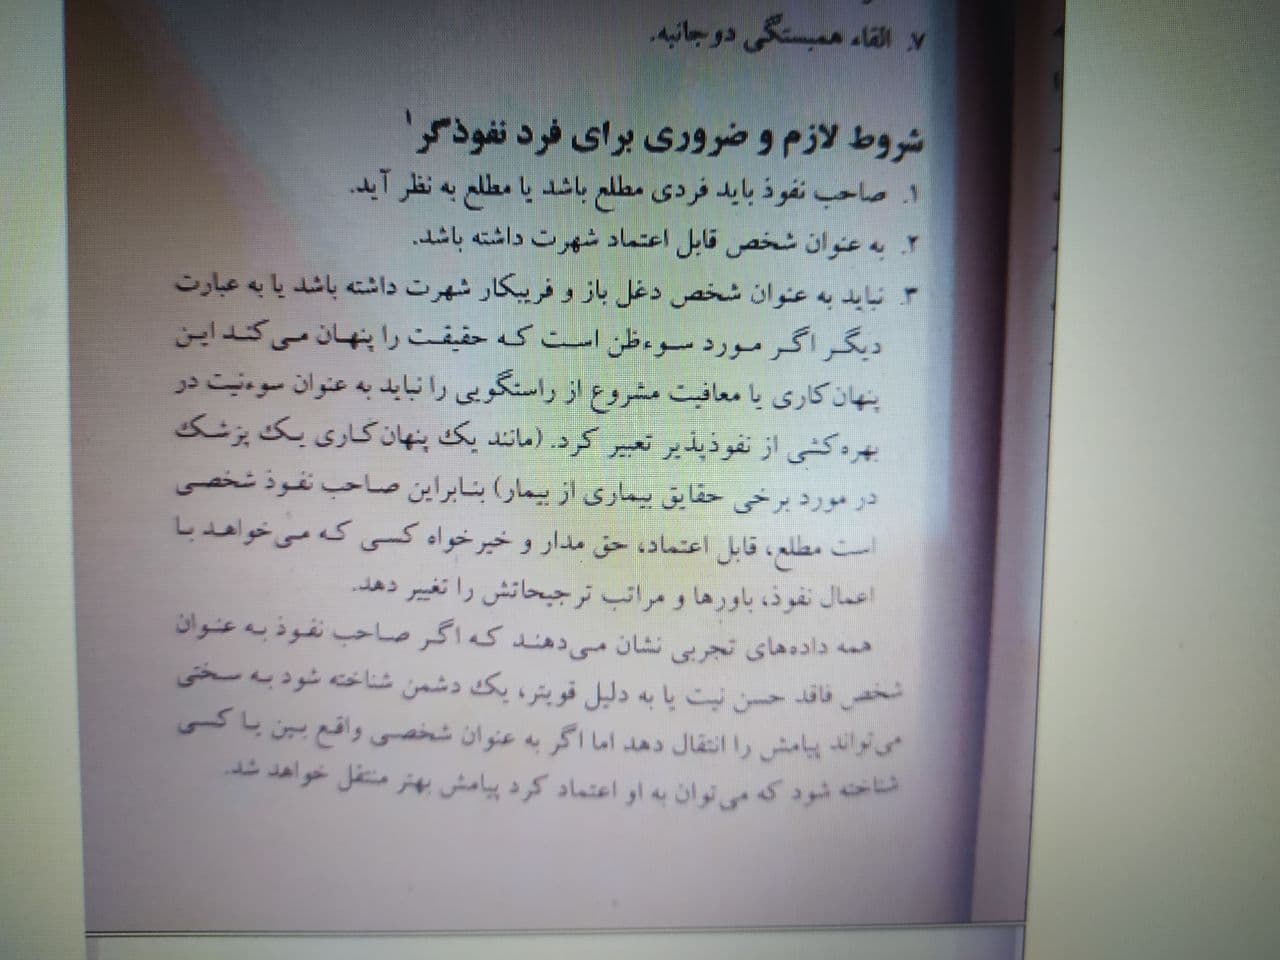 ۷. القاء همبستگی دو جانبه.
شروط لازم و ضروری برای فرد نفوذگر۱
۱. صاحب نفوذ باید فردی مطلع باشد یا مطلع به نظر آید.
۲. به عنوان شخص قابل اعتماد شهرت داشته باشد.
۳. نباید به عنوان شخص دغل باز و فریبکار شهرت داشته باشد یا به عبارت
دیگر اگر مورد سوءظن است که حقیقت را پنهان می‌کند این
پنهان‌کاری یا معافیت مشروع از راستگویی را نباید به عنوان سوءنیت در
بهره‌کشی از نفوذپذیر تعبیر کرد. (مانند یک پنهان‌کاری یک پزشک
در مورد برخی حقایق بیماری از بیمار) بنابراین صاحب نفوذ شخصی
است مطلع، قابل اعتماد، حق مدار و خیرخواه کسی که می‌خواهد با
اعمال نفوذ، باورها و مراتب ترجیحاتش را تغییر دهد.
همه داده‌های تجربی نشان می‌دهند که اگر صاحب نفوذ به عنوان
شخص فاقد حسن نیت یا به دلیل قویتر، یک دشمن شناخته شود به سختی
می‌تواند پیامش را انتقال دهد اما اگر به عنوان شخصی واقع بین یا کسی
شناخته شود که می‌توان به او اعتماد کرد پیامش بهتر منتقل خواهد شد.